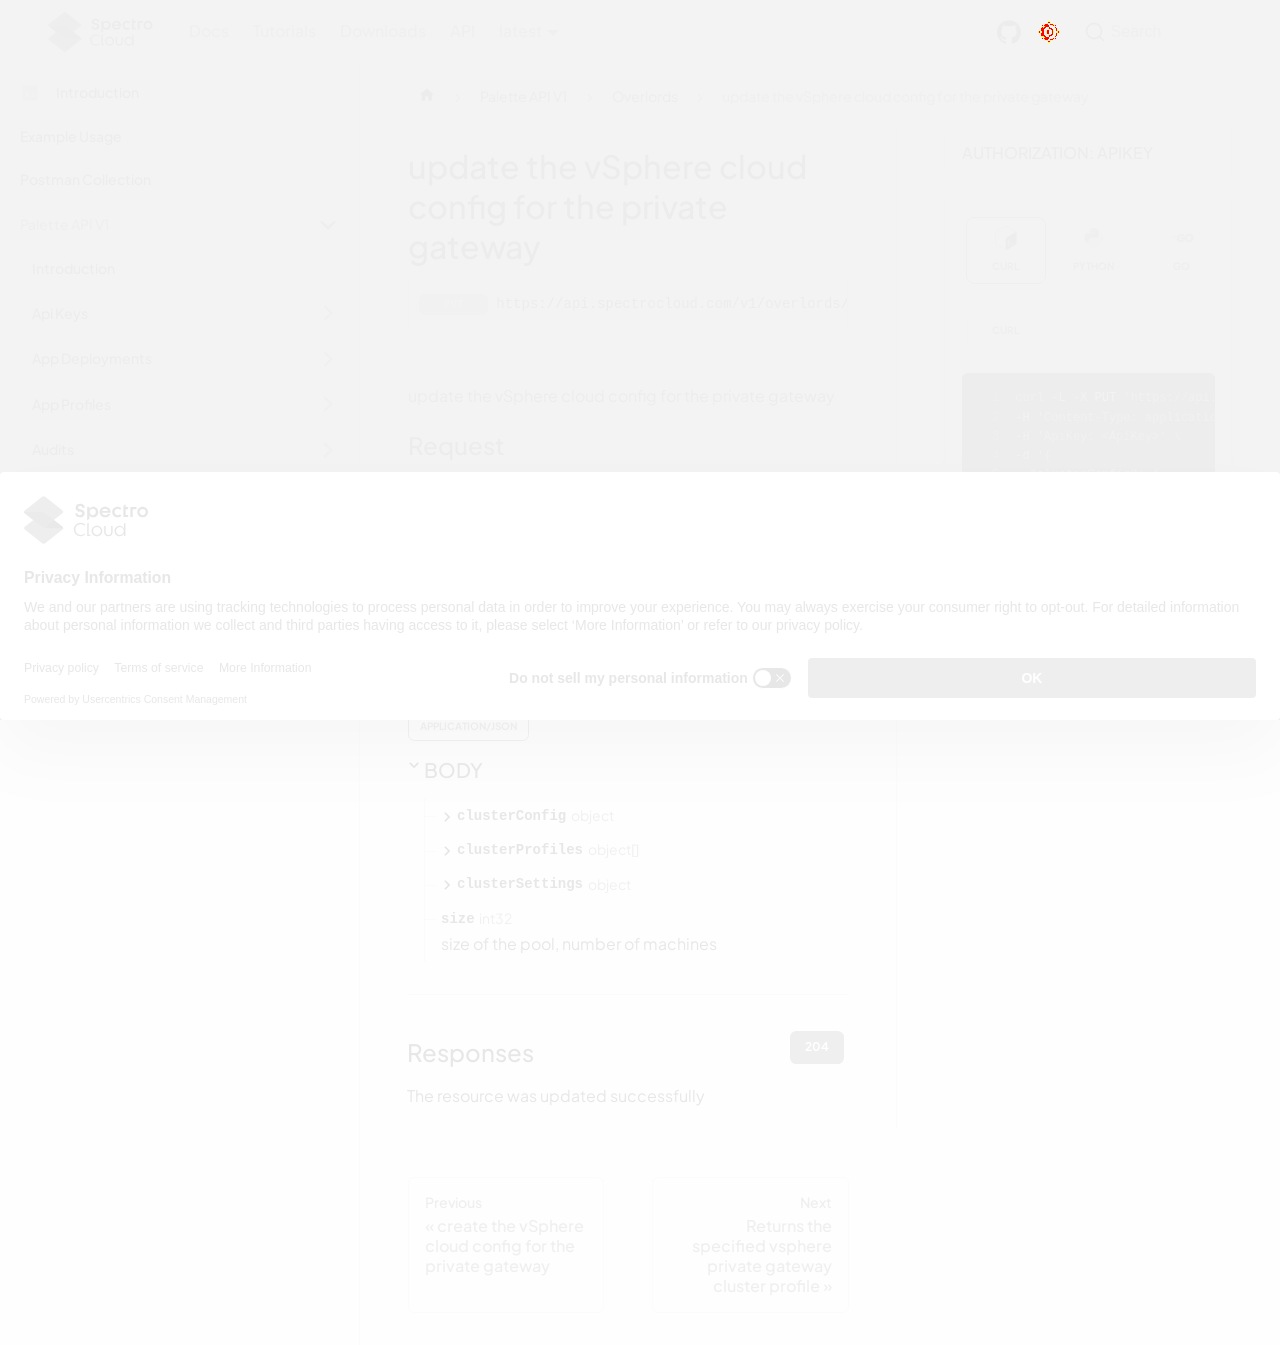 Spectro
Cloud
Docs Tutorials Downloads API latest
Search
Introduction
Example Usage
Postman Collection
Palette API V1
Introduction
Api Keys
App Deployments
App Profiles
Audits
Palette API V1
Overlords
update the vSphere cloud config for the private gateway
update the vSphere cloud
config for the private
gateway
https://api.spectrocloud.com/v1/overlords/
update the vSphere cloud config for the private gateway
Request
AUTHORIZATION: APIKEY
CURL
PYTHON
GO
GO
CURL
Spectro
Cloud
Privacy Information
We and our partners are using tracking technologies to process personal data in order to improve your experience. You may always exercise your consumer right to opt-out. For detailed information
about personal information we collect and third parties having access to it, please select 'More Information' or refer to our privacy policy.
Privacy policy Terms of service More Information
Powered by Usercentrics Consent Management
Do not sell my personal information
OK
APPLICATION/JSON
BODY
clusterConfig object
clusterProfiles object[]
clusterSettings object
size int32
size of the pool, number of machines
Responses
204
The resource was updated successfully
Previous
« create the vSphere
cloud config for the
private gateway
Next
Returns the
specified vsphere
private gateway
cluster profile »